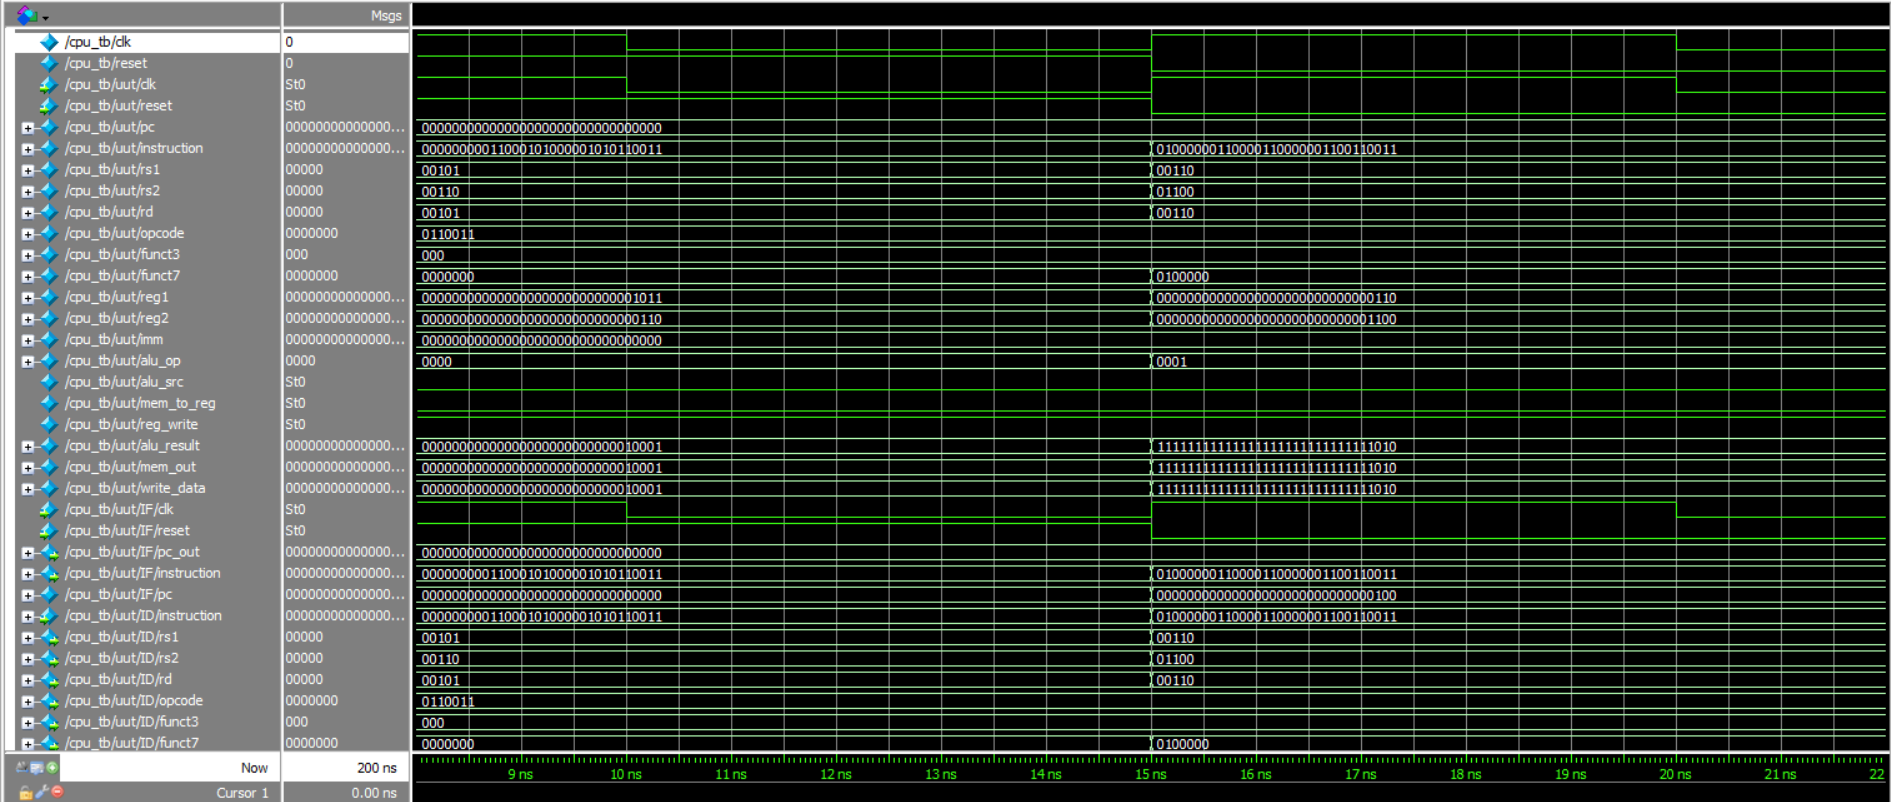 Msgs
/cpu_tb/clk 0
/cpu_tb/reset 0
/cpu_tb/uut/clk St0
/cpu_tb/uut/reset St0
/cpu_tb/uut/pc 00000000000000... 00000000000000000000000000000000
/cpu_tb/uut/instruction 00000000000000... 00000000011000101000001010110011 01000000110000110000001100110011
/cpu_tb/uut/rs1 00000 00101 00110
/cpu_tb/uut/rs2 00000 00110 01100
/cpu_tb/uut/rd 00000 00101 00110
/cpu_tb/uut/opcode 0000000 0110011
/cpu_tb/uut/funct3 000 000
/cpu_tb/uut/funct7 0000000 0000000 0100000
/cpu_tb/uut/reg1 00000000000000... 00000000000000000000000000001011 00000000000000000000000000000110
/cpu_tb/uut/reg2 00000000000000... 00000000000000000000000000000110 00000000000000000000000000001100
/cpu_tb/uut/imm 00000000000000... 00000000000000000000000000000000
/cpu_tb/uut/alu_op 0000 0000 0001
/cpu_tb/uut/alu_src St0
/cpu_tb/uut/mem_to_reg St0
/cpu_tb/uut/reg_write St0
/cpu_tb/uut/alu_result 00000000000000... 00000000000000000000000000010001 11111111111111111111111111111010
/cpu_tb/uut/mem_out 00000000000000... 00000000000000000000000000010001 11111111111111111111111111111010
/cpu_tb/uut/write_data 00000000000000... 00000000000000000000000000010001 11111111111111111111111111111010
/cpu_tb/uut/IF/clk St0
/cpu_tb/uut/IF/reset St0
/cpu_tb/uut/IF/pc_out 00000000000000... 00000000000000000000000000000000
/cpu_tb/uut/IF/instruction 00000000000000... 00000000011000101000001010110011 01000000110000110000001100110011
/cpu_tb/uut/IF/pc 00000000000000... 00000000000000000000000000000000 00000000000000000000000000000100
/cpu_tb/uut/ID/instruction 00000000000000... 00000000011000101000001010110011 01000000110000110000001100110011
/cpu_tb/uut/ID/rs1 00000 00101 00110
/cpu_tb/uut/ID/rs2 00000 00110 01100
/cpu_tb/uut/ID/rd 00000 00101 00110
/cpu_tb/uut/ID/opcode 0000000 0110011
/cpu_tb/uut/ID/funct3 000 000
/cpu_tb/uut/ID/funct7 0000000 0000000 0100000
Now 200 ns 9 ns 10 ns 11 ns 12 ns 13 ns 14 ns 15 ns 16 ns 17 ns 18 ns 19 ns 20 ns 21 ns 22
Cursor 1 0.00 ns